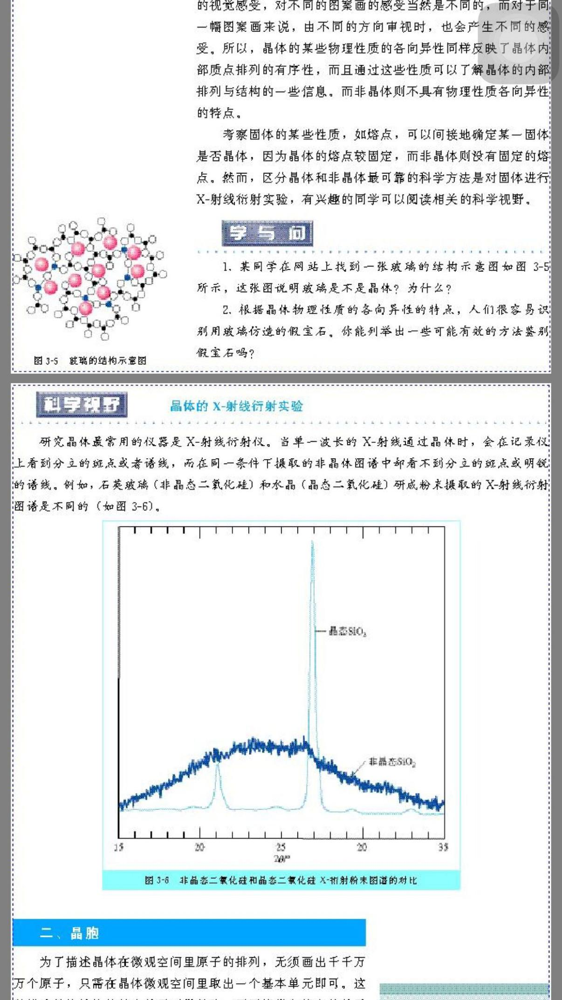 的视觉感受，对不同的图案画的感受当然是不同的，而对于同
一幅图案画来说，由不同的方向审视时，也会产生不同的感
受。所以，晶体的某些物理性质的各向异性同样反映了晶体内
部质点排列的有序性，而且通过这些性质可以了解晶体的内部
排列与结构的一些信息。而非晶体则不具有物理性质各向异性
的特点。
考察固体的某些性质，如熔点，可以间接地确定某一固体
是否晶体，因为晶体的熔点较固定，而非晶体则没有固定的熔
点。然而，区分晶体和非晶体最可靠的科学方法是对固体进行
X-射线衍射实验，有兴趣的同学可以阅读相关的科学视野。
学与问
1. 某同学在网站上找到一张玻璃的结构示意图如图 3-5
所示，这张图说明玻璃是不是晶体？为什么？
2. 根据晶体物理性质的各向异性的特点，人们很容易识
别用玻璃仿造的假宝石。你能列举出一些可能有效的方法鉴别
假宝石吗？
图 3-5 玻璃的结构示意图
科学视野
晶体的 X-射线衍射实验
研究晶体最常用的仪器是 X-射线衍射仪。当单一波长的 X-射线通过晶体时，会在记录仪
上看到分立的斑点或者谱线，而在同一条件下摄取的非晶体图谱中却看不到分立的斑点或明锐
的谱线。例如，石英玻璃（非晶态二氧化硅）和水晶（晶态二氧化硅）研成粉末摄取的 X-射线衍射
图谱是不同的（如图 3-6）。
晶态SiO₂
非晶态SiO₂
15 20 25 20 35
2θ/°
图 3-6 非晶态二氧化硅和晶态二氧化硅 X-衍射粉末图谱的对比
二、晶胞
为了描述晶体在微观空间里原子的排列，无须画出千千万
万个原子，只需在晶体微观空间里取出一个基本单元即可。这